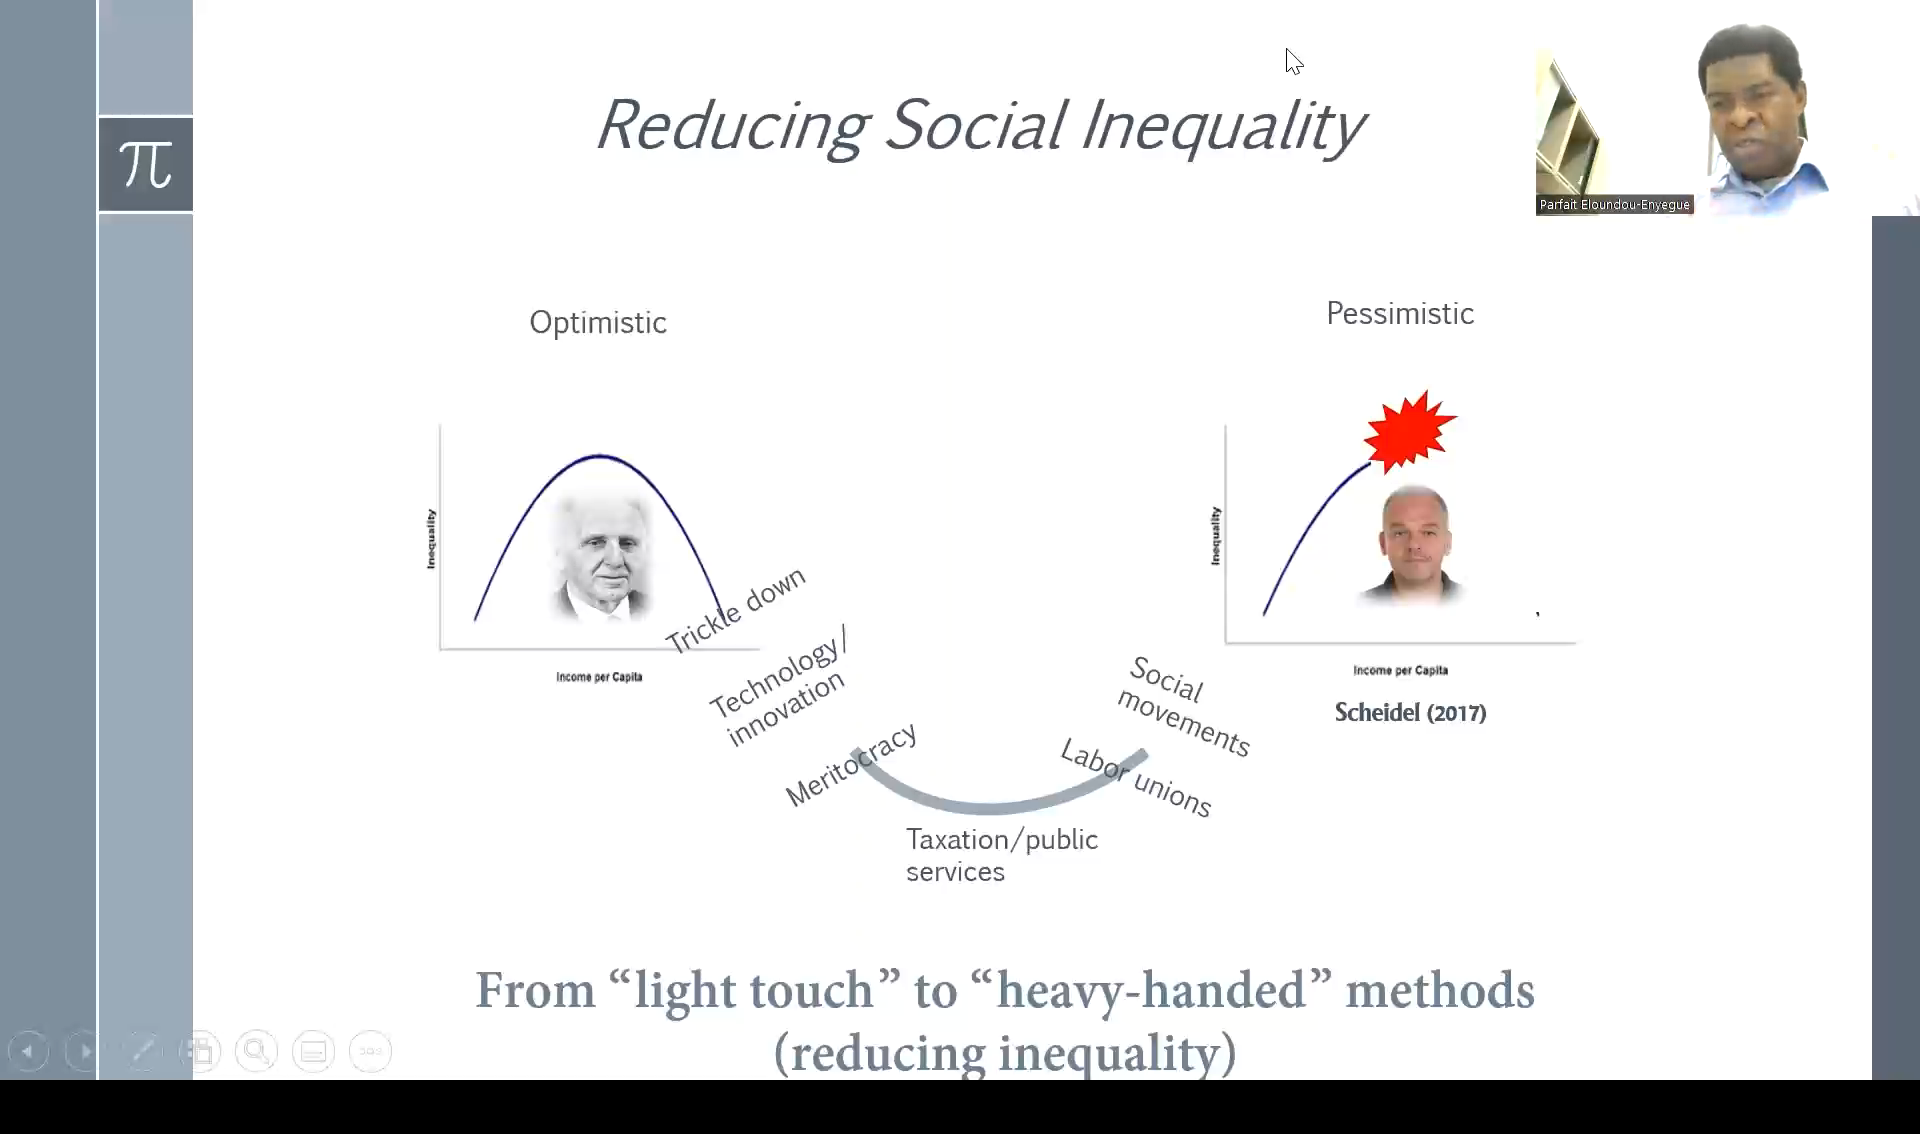 π
Reducing Social Inequality
Parfait Eloundou-Enyegue
Optimistic
Pessimistic
Inequality
Income per Capita
Inequality
Income per Capita
Scheidel (2017)
Trickle down
Technology/
innovation
Meritocracy
Taxation/public
services
Labor unions
Social
movements
From “light touch” to “heavy-handed” methods
(reducing inequality)